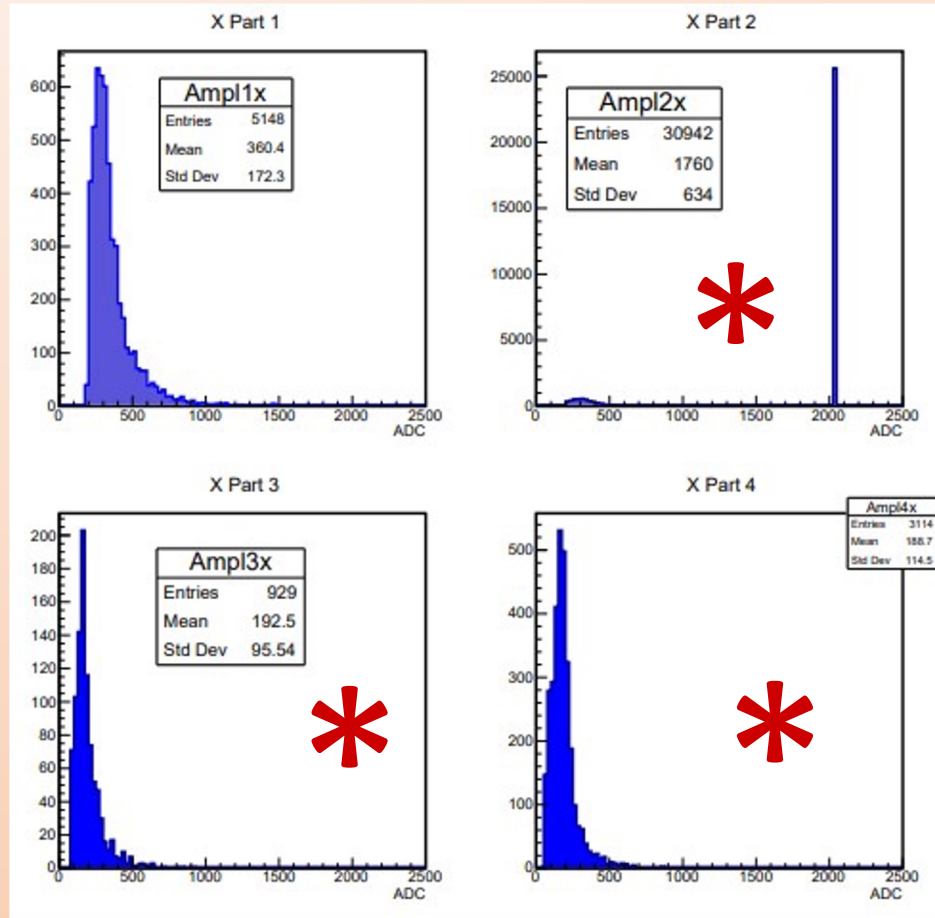 X Part 1
600
500
400
300
200
100
0
Ampl1x
Entries 5148
Mean 360.4
Std Dev 172.3
0 500 1000 1500 2000 2500
ADC
X Part 2
25000
20000
15000
10000
5000
0
Ampl2x
Entries 30942
Mean 1760
Std Dev 634
*
0 500 1000 1500 2000 2500
ADC
X Part 3
200
180
160
140
120
100
80
60
40
20
0
Ampl3x
Entries 929
Mean 192.5
Std Dev 95.54
*
0 500 1000 1500 2000 2500
ADC
X Part 4
Ampl4x
Entries 3114
Mean 188.7
Std Dev 114.5
500
400
300
200
100
0
*
0 500 1000 1500 2000 2500
ADC